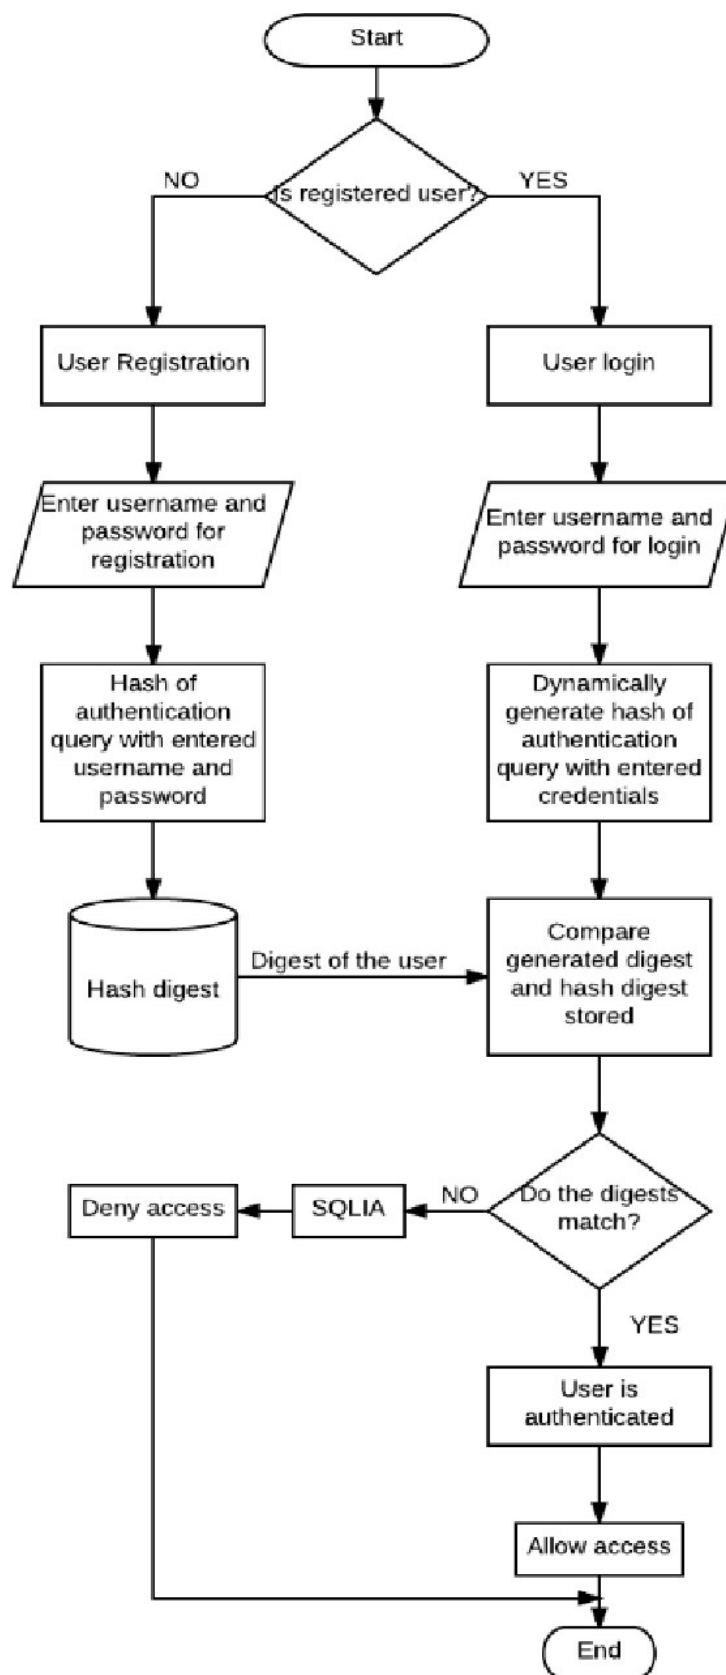 Start
NO
is registered user?
YES
User Registration
User login
Enter username and
password for
registration
Enter username and
password for login
Hash of
authentication
query with entered
username and
password
Dynamically
generate hash of
authentication
query with entered
credentials
Hash digest
Digest of the user
Compare
generated digest
and hash digest
stored
Deny access
SQLIA
NO
Do the digests
match?
YES
User is
authenticated
Allow access
End